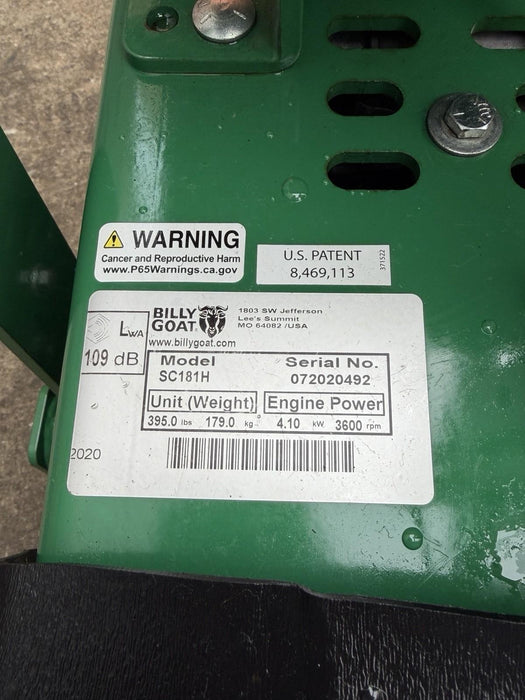 WARNING
Cancer and Reproductive Harm
www.P65Warnings.ca.gov
U.S. PATENT
8,469,113
371522
BILLY GOAT
1803 SW Jefferson
Lee's Summit
MO 64082 /USA
www.billygoat.com
LWA
109 dB
Model Serial No.
SC181H 072020492
Unit (Weight) Engine Power
395.0 lbs 179.0 kg 4.10 kW 3600 rpm
2020